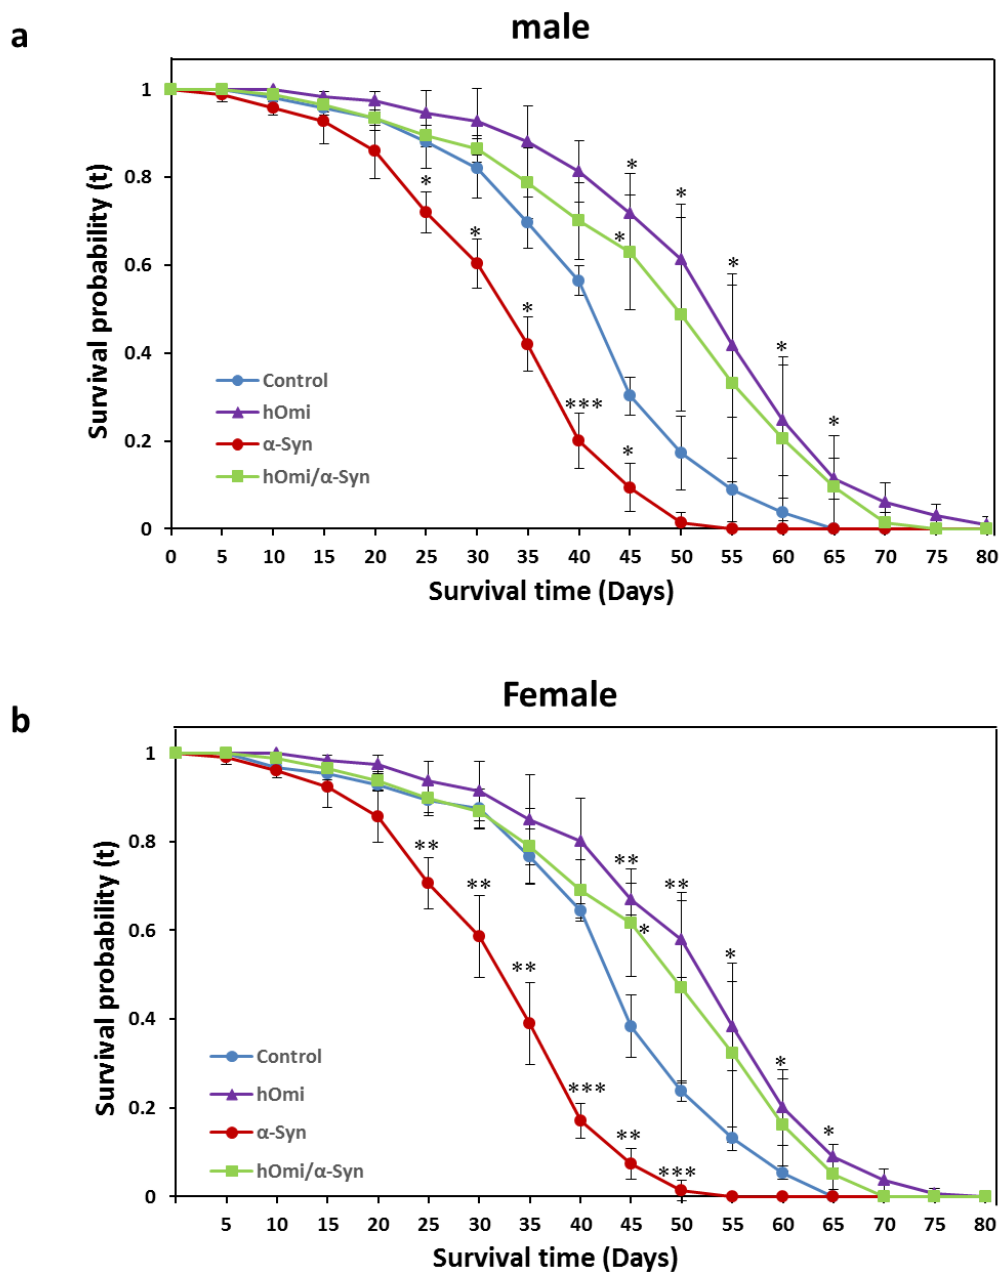 a
male
Survival probability (t)
1
0.8
0.6
0.4
0.2
0
* * * *** *
* * * * * *
Control
hOmi
α-Syn
hOmi/α-Syn
0 5 10 15 20 25 30 35 40 45 50 55 60 65 70 75 80
Survival time (Days)
b
Female
Survival probability (t)
1
0.8
0.6
0.4
0.2
0
** ** ** *** ** ***
** * ** * * *
Control
hOmi
α-Syn
hOmi/α-Syn
5 10 15 20 25 30 35 40 45 50 55 60 65 70 75 80
Survival time (Days)